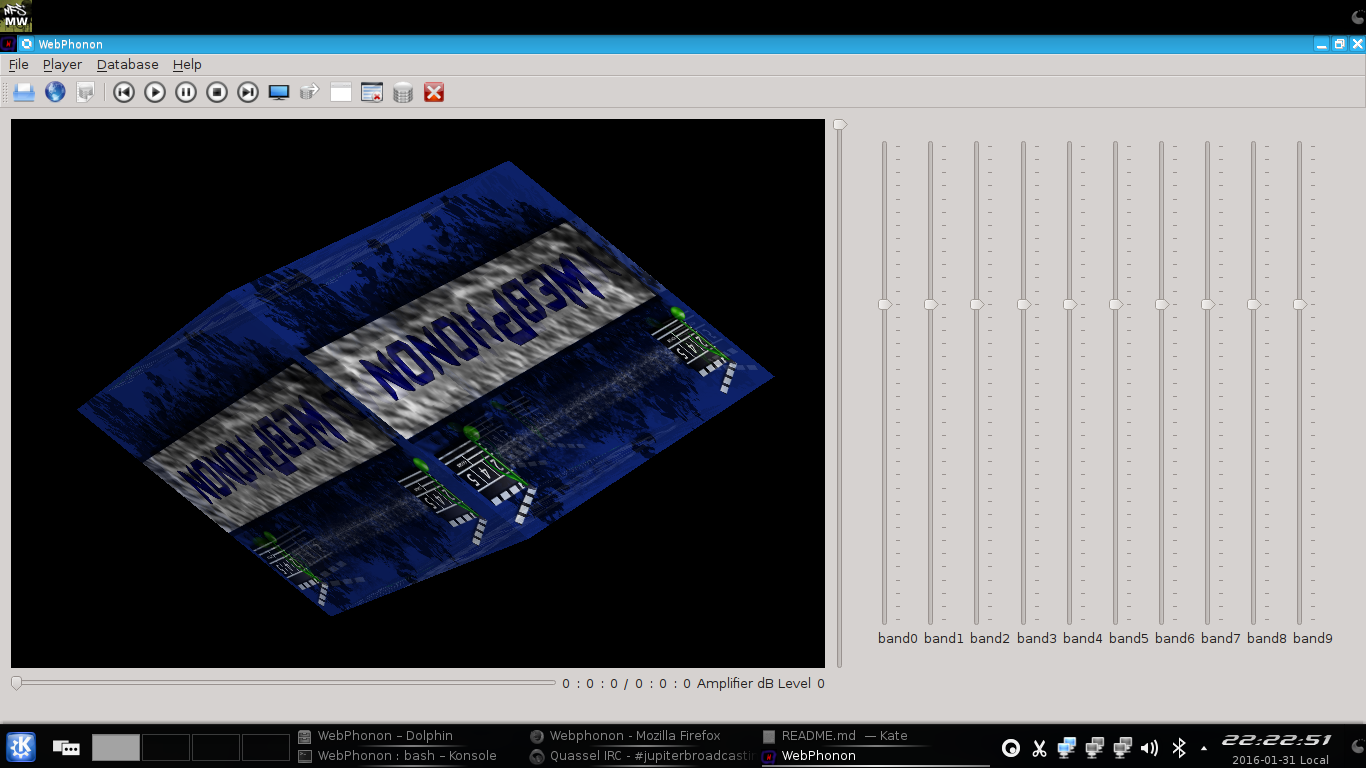 MW
WebPhonon
File Player Database Help
WEBPHONON
WEBPHONON
0 : 0 : 0 / 0 : 0 : 0 Amplifier dB Level 0
band0 band1 band2 band3 band4 band5 band6 band7 band8 band9
WebPhonon – Dolphin
Webphonon - Mozilla Firefox
README.md — Kate
WebPhonon : bash – Konsole
Quassel IRC - #jupiterbroadcastin
WebPhonon
22:22:51
2016-01-31 Local